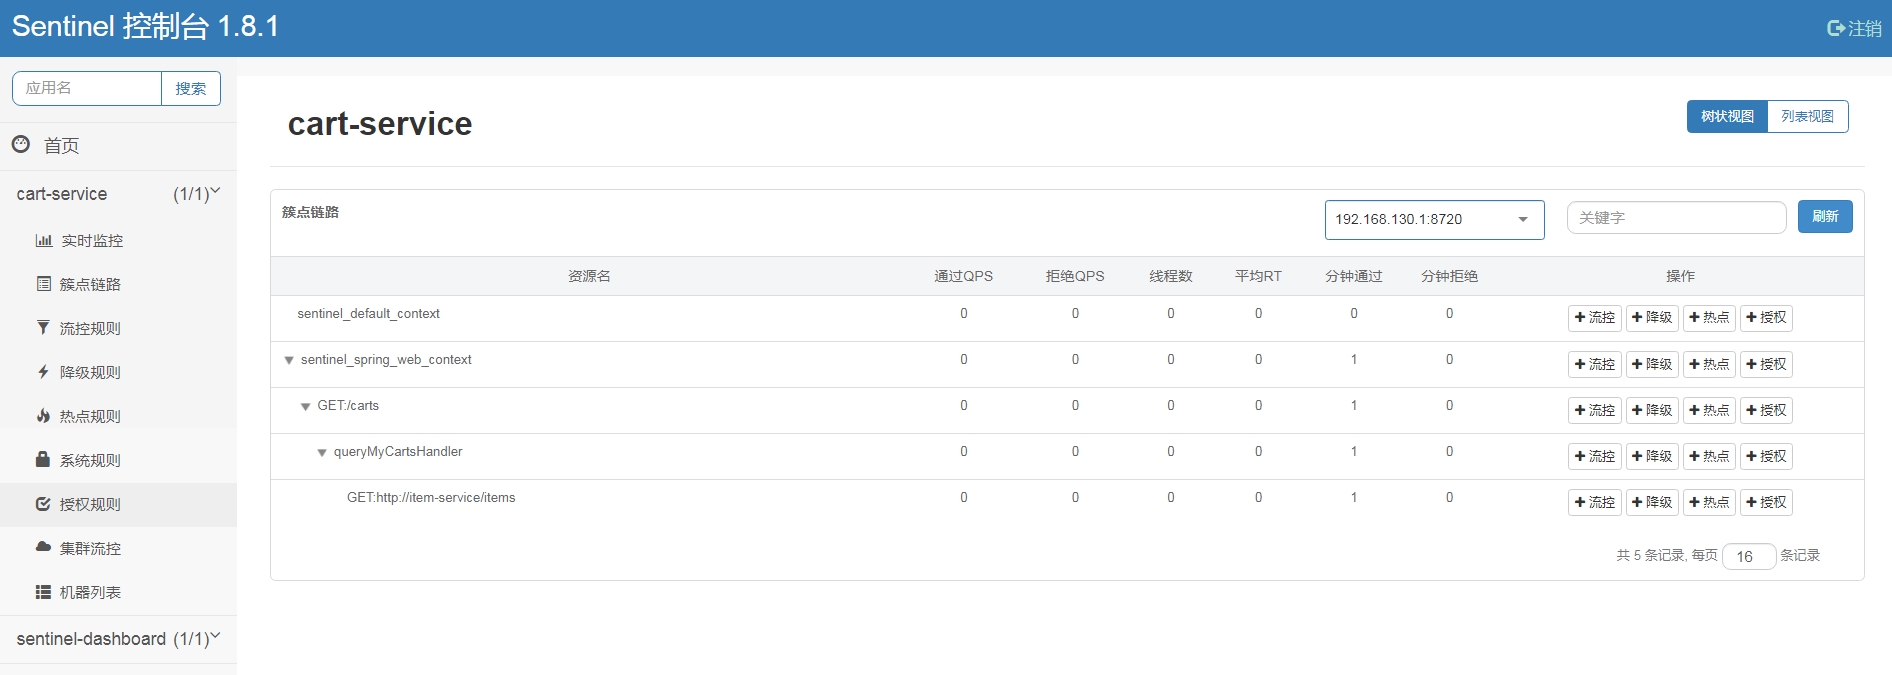 Sentinel 控制台 1.8.1
注销
应用名 搜索
首页
cart-service (1/1)
实时监控
簇点链路
流控规则
降级规则
热点规则
系统规则
授权规则
集群流控
机器列表
sentinel-dashboard (1/1)
cart-service
树状视图 列表视图
簇点链路 192.168.130.1:8720 关键字 刷新
资源名 通过QPS 拒绝QPS 线程数 平均RT 分钟通过 分钟拒绝 操作
sentinel_default_context 0 0 0 0 0 0 +流控 +降级 +热点 +授权
sentinel_spring_web_context 0 0 0 0 1 0 +流控 +降级 +热点 +授权
GET:/carts 0 0 0 0 1 0 +流控 +降级 +热点 +授权
queryMyCartsHandler 0 0 0 0 1 0 +流控 +降级 +热点 +授权
GET:http://item-service/items 0 0 0 0 1 0 +流控 +降级 +热点 +授权
共 5 条记录, 每页 16 条记录